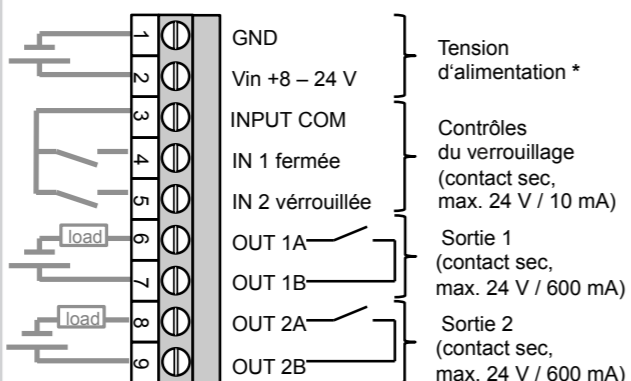 1 GND
2 Vin +8 – 24 V
Tension
d‘alimentation *
3 INPUT COM
4 IN 1 fermée
5 IN 2 vérrouillée
Contrôles
du verrouillage
(contact sec,
max. 24 V / 10 mA)
load 6 OUT 1A
7 OUT 1B
Sortie 1
(contact sec,
max. 24 V / 600 mA)
load 8 OUT 2A
9 OUT 2B
Sortie 2
(contact sec,
max. 24 V / 600 mA)